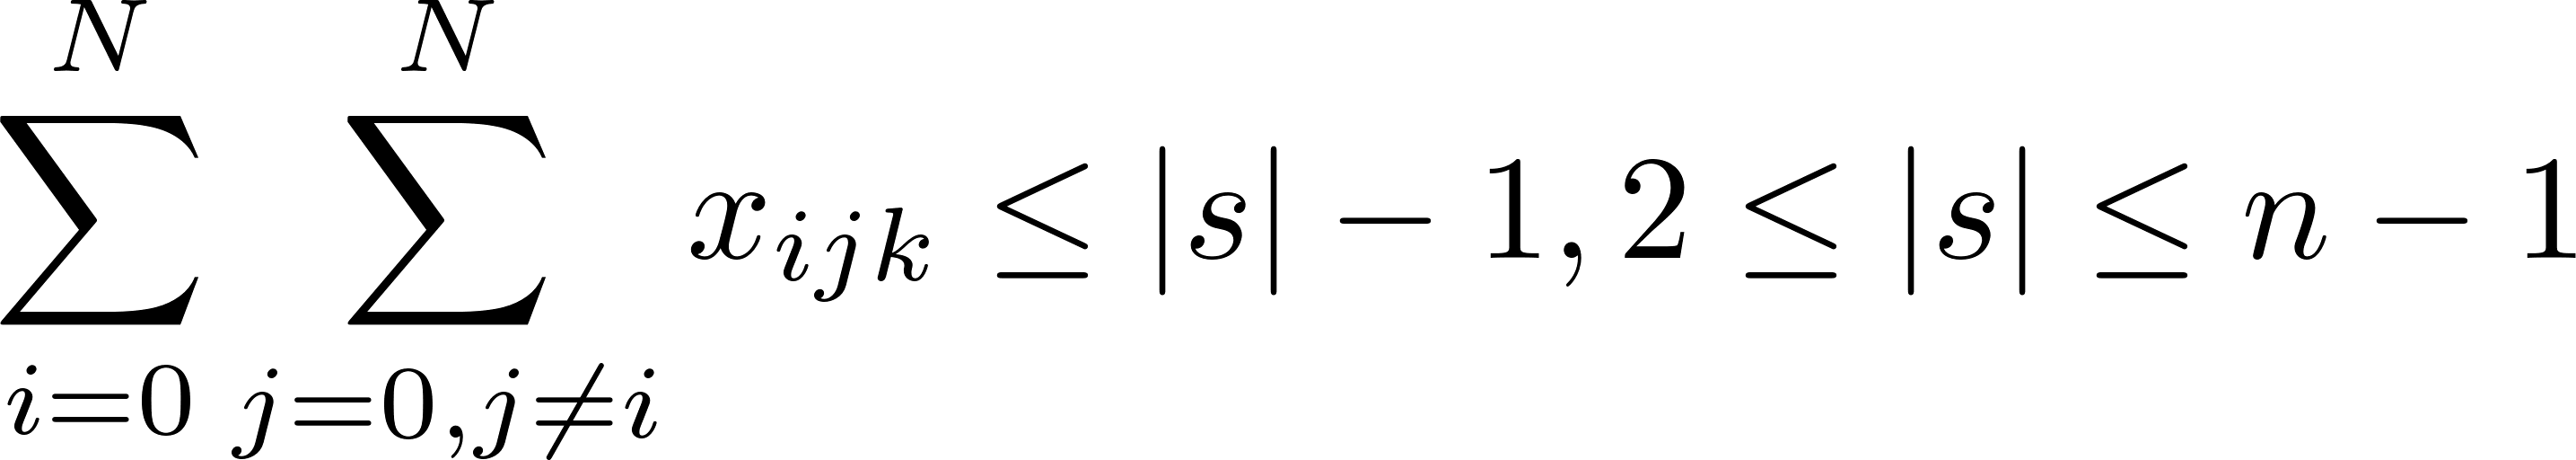 \sum_{i=0}^{N} \sum_{j=0, j \neq i}^{N} x_{ijk} \leq |s| - 1, 2 \leq |s| \leq n - 1